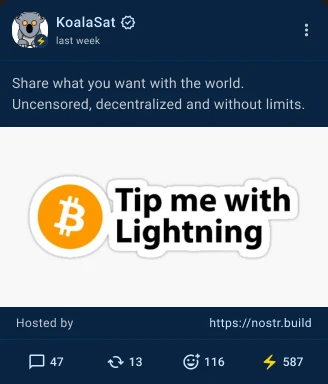 KoalaSat
last week
Share what you want with the world.
Uncensored, decentralized and without limits.
Tip me with
Lightning
Hosted by https://nostr.build
47 13 116 587